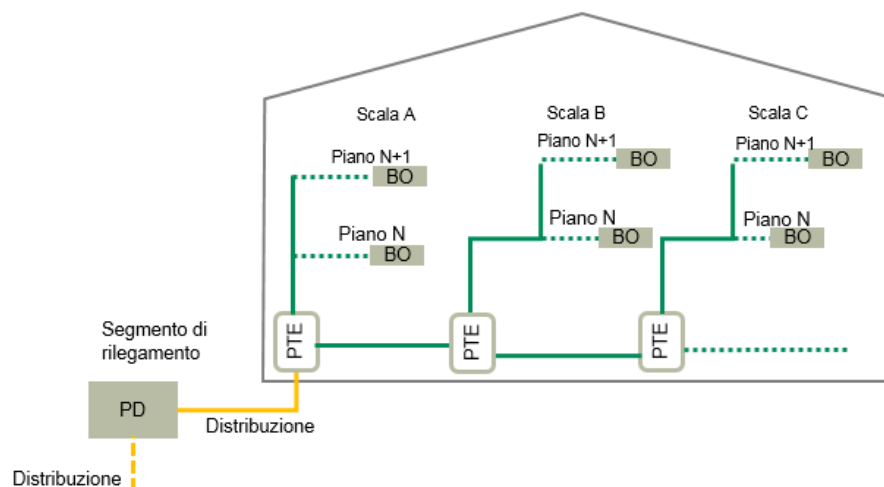 Scala A
Scala B
Scala C
Piano N+1
BO
Piano N
BO
Piano N+1
BO
Piano N
BO
Piano N+1
BO
Piano N
BO
PTE
PTE
PTE
Segmento di
rilegamento
PD
Distribuzione
Distribuzione